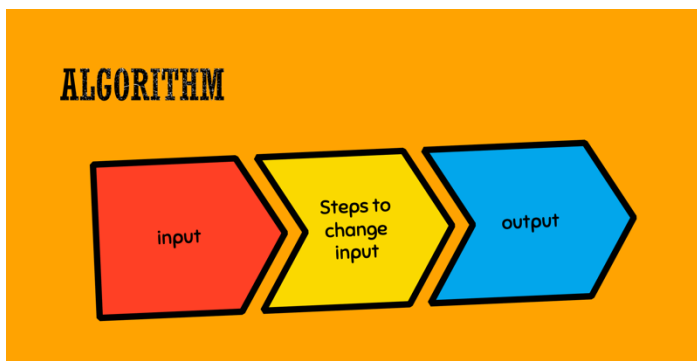 ALGORITHM
input
Steps to
change
input
output